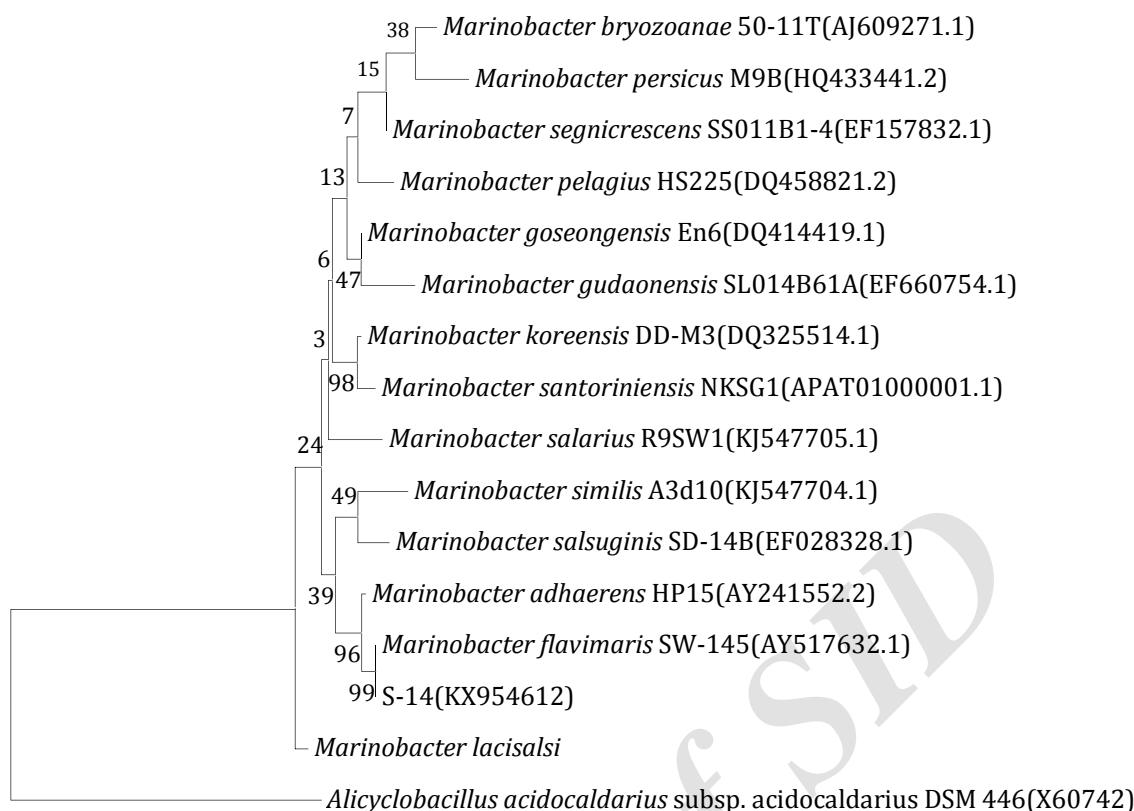 38
Marinobacter bryozoanae 50-11T(AJ609271.1)
15
Marinobacter persicus M9B(HQ433441.2)
7
Marinobacter segnicrescens SS011B1-4(EF157832.1)
13
Marinobacter pelagius HS225(DQ458821.2)
Marinobacter goseongensis En6(DQ414419.1)
6
47
Marinobacter gudaonensis SL014B61A(EF660754.1)
3
Marinobacter koreensis DD-M3(DQ325514.1)
98
Marinobacter santoriniensis NKSG1(APAT01000001.1)
24
Marinobacter salarius R9SW1(KJ547705.1)
49
Marinobacter similis A3d10(KJ547704.1)
Marinobacter salsuginis SD-14B(EF028328.1)
39
Marinobacter adhaerens HP15(AY241552.2)
96
Marinobacter flavimaris SW-145(AY517632.1)
99
S-14(KX954612)
Marinobacter lacisalsi
Alicyclobacillus acidocaldarius subsp. acidocaldarius DSM 446(X60742)
f SID